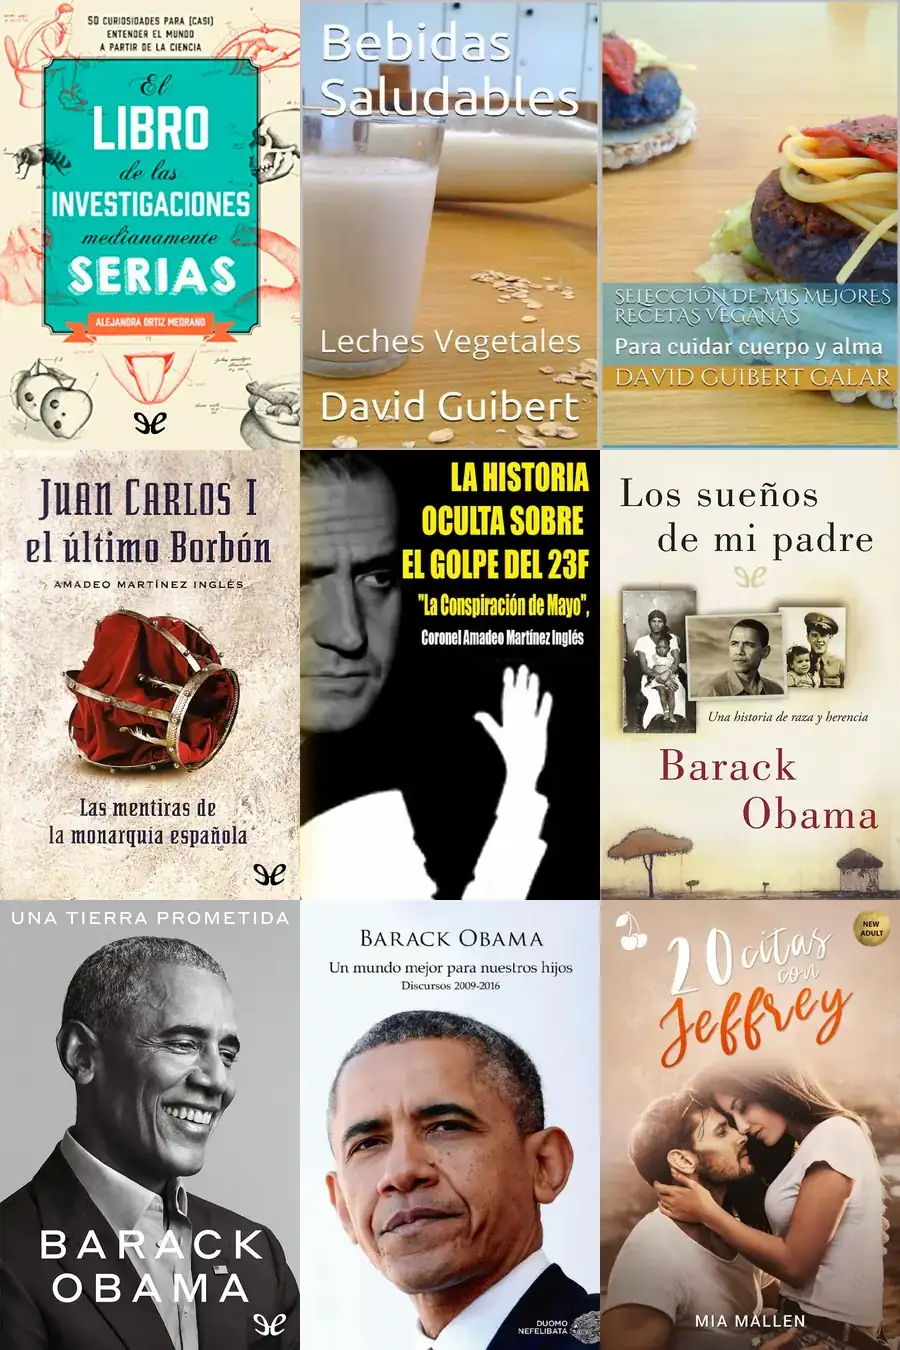 50 CURIOSIDADES PARA (CASI)
ENTENDER EL MUNDO
A PARTIR DE LA CIENCIA
El
LIBRO
de las
INVESTIGACIONES
medianamente
SERIAS
ALEJANDRA ORTIZ MEDRANO
Bebidas
Saludables
Leches Vegetales
David Guibert
SELECCIÓN DE MIS MEJORES
RECETAS VEGANAS
Para cuidar cuerpo y alma
DAVID GUIBERT GALAR
JUAN CARLOS I
el último Borbón
AMADEO MARTÍNEZ INGLÉS
Las mentiras de
la monarquía española
LA HISTORIA
OCULTA SOBRE
EL GOLPE DEL 23F
"La Conspiración de Mayo",
Coronel Amadeo Martínez Inglés
Los sueños
de mi padre
Una historia de raza y herencia
Barack
Obama
UNA TIERRA PROMETIDA
BARACK
OBAMA
BARACK OBAMA
Un mundo mejor para nuestros hijos
Discursos 2009-2016
DUOMO
NEFELIBATA
NEW
ADULT
20 citas
con
Jeffrey
MIA MALLEN